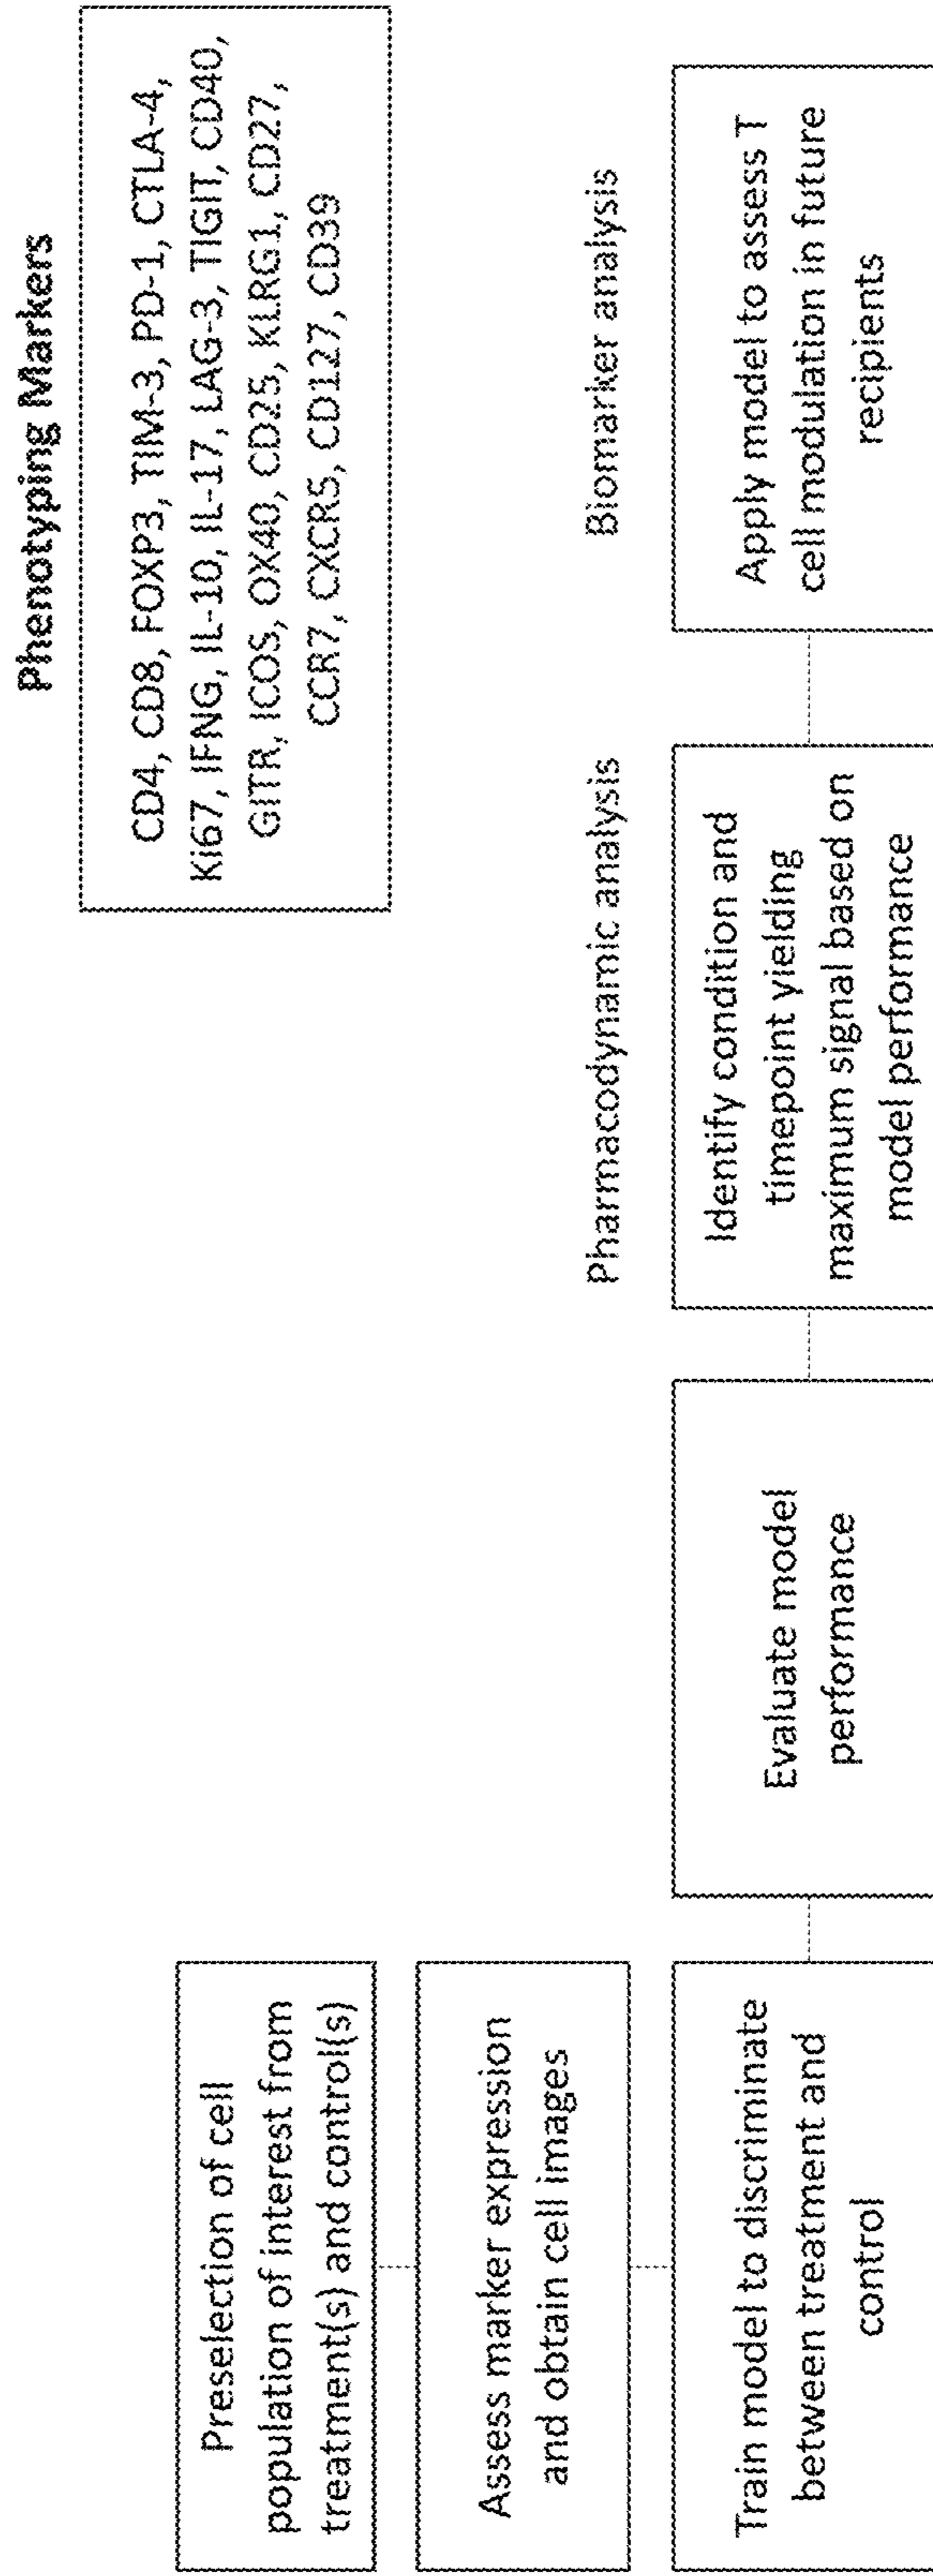 Phenotyping Markers
CD4, CD8, FOXP3, TIM-3, PD-1, CTLA-4,
Ki67, IFNG, IL-10, IL-17, LAG-3, TIGIT, CD40,
GITR, ICOS, OX40, CD25, KLRG1, CD27,
CCR7, CXCR5, CD127, CD39
Preselection of cell
population of interest from
treatment(s) and control(s)
Assess marker expression
and obtain cell images
Train model to discriminate
between treatment and
control
Evaluate model
performance
Pharmacodynamic analysis
Identify condition and
timepoint yielding
maximum signal based on
model performance
Biomarker analysis
Apply model to assess T
cell modulation in future
recipients